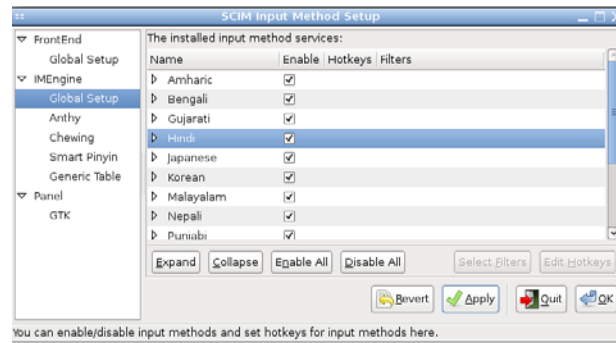 SCIM Input Method Setup
FrontEnd
Global Setup
IMEngine
Global Setup
Anthy
Chewing
Smart Pinyin
Generic Table
Panel
GTK
The installed input method services:
Name Enable Hotkeys Filters
Amharic
Bengali
Gujarati
Hindi
Japanese
Korean
Malayalam
Nepali
Punjabi
Expand Collapse Enable All Disable All Select Filters Edit Hotkeys
Revert Apply Quit OK
You can enable/disable input methods and set hotkeys for input methods here.